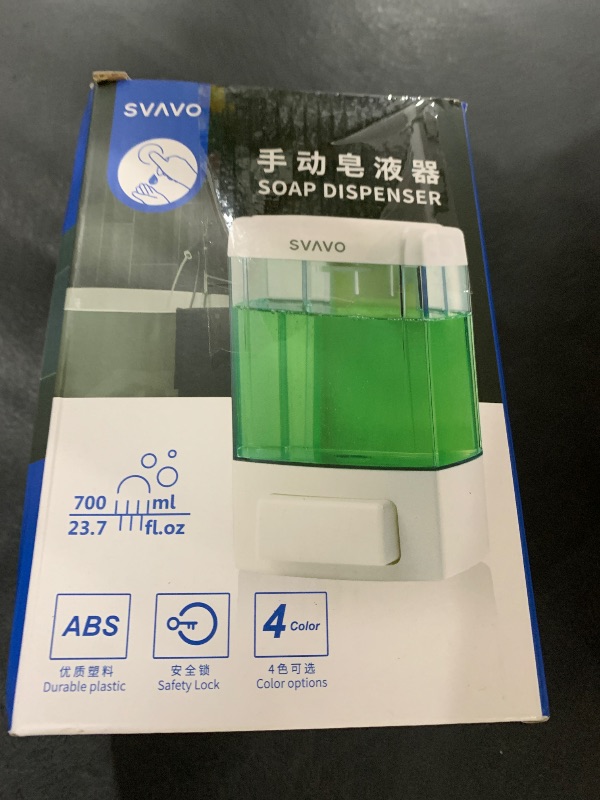 SVAVO
手动皂液器
SOAP DISPENSER
SVAVO
700 ml
23.7 fl.oz
ABS
优质塑料
Durable plastic
安全锁
Safety Lock
4 Color
4色可选
Color options